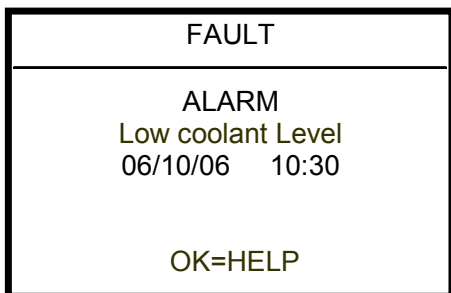 FAULT
ALARM
Low coolant Level
06/10/06 10:30
OK=HELP